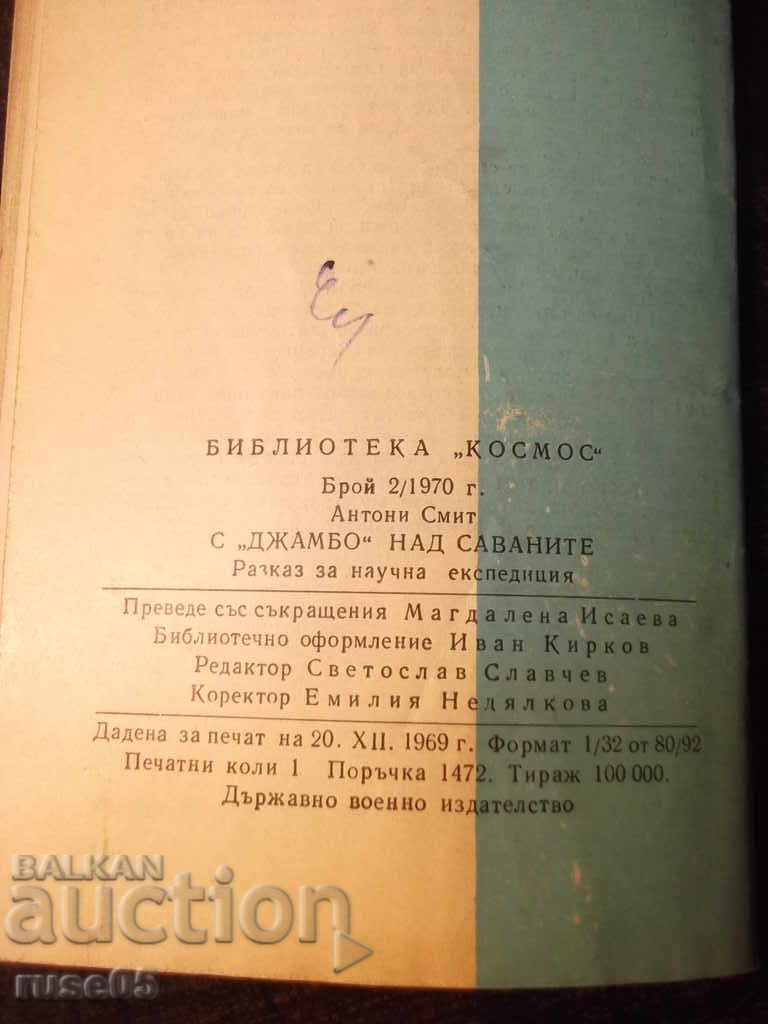 БИБЛИОТЕКА „КОСМОС“
Брой 2/1970 г.
Антони Смит
С „ДЖАМБО“ НАД САВАНИТЕ
Разказ за научна експедиция
Преведе със съкращения Магдалена Исаева
Библиотечно оформление Иван Кирков
Редактор Светослав Славчев
Коректор Емилия Недялкова
Дадена за печат на 20. XII. 1969 г. Формат 1/32 от 80/92
Печатни коли 1 Поръчка 1472. Тираж 100 000.
Държавно военно издателство
BALKAN
auction
ruse05